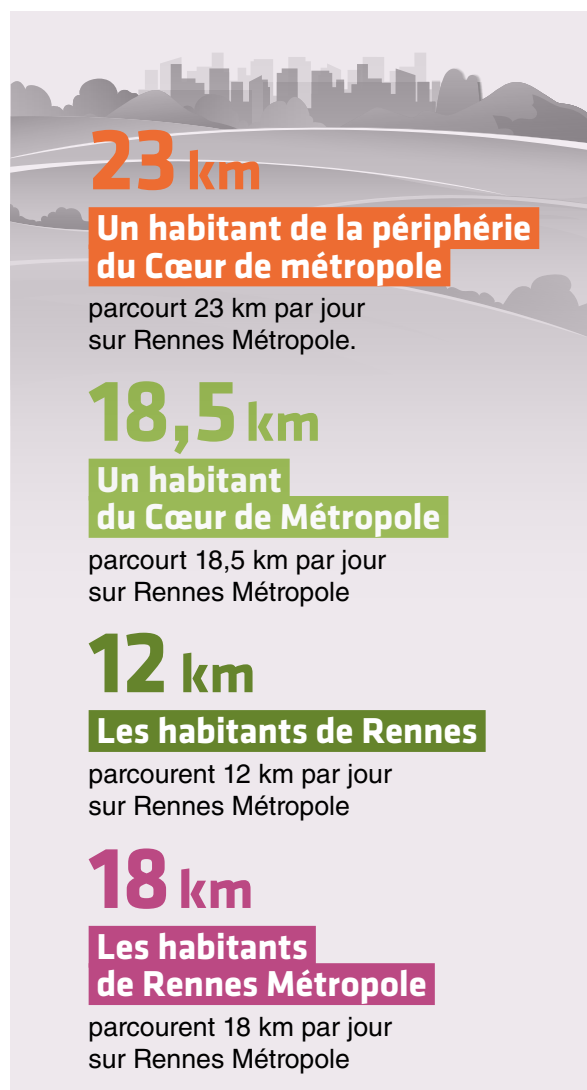 23 km
Un habitant de la périphérie
du Cœur de métropole
parcourt 23 km par jour
sur Rennes Métropole.
18,5 km
Un habitant
du Cœur de Métropole
parcourt 18,5 km par jour
sur Rennes Métropole
12 km
Les habitants de Rennes
parcourent 12 km par jour
sur Rennes Métropole
18 km
Les habitants
de Rennes Métropole
parcourent 18 km par jour
sur Rennes Métropole